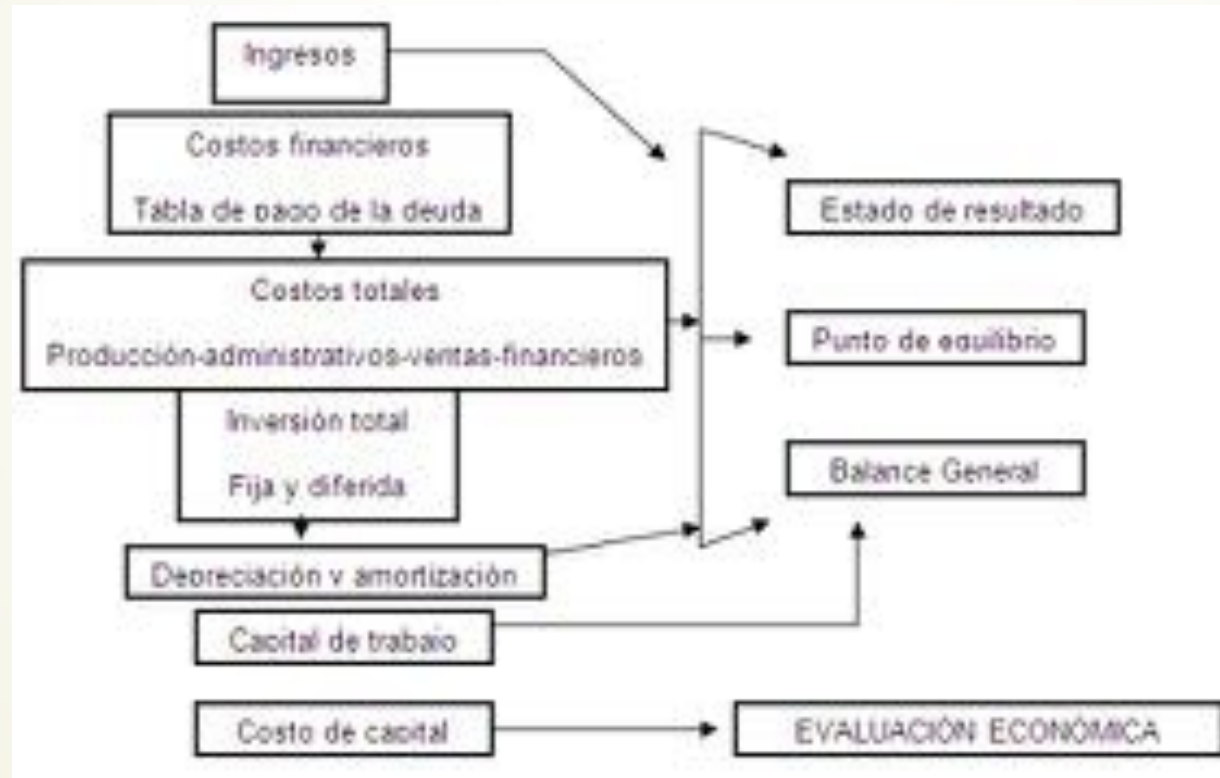 Ingresos
Costos financieros
Tabla de pago de la deuda
Costos totales
Producción-administrativos-ventas-financieros
Inversión total
Fija y diferida
Depreciación y amortización
Capital de trabajo
Costo de capital
Estado de resultado
Punto de equilibrio
Balance General
EVALUACIÓN ECONÓMICA